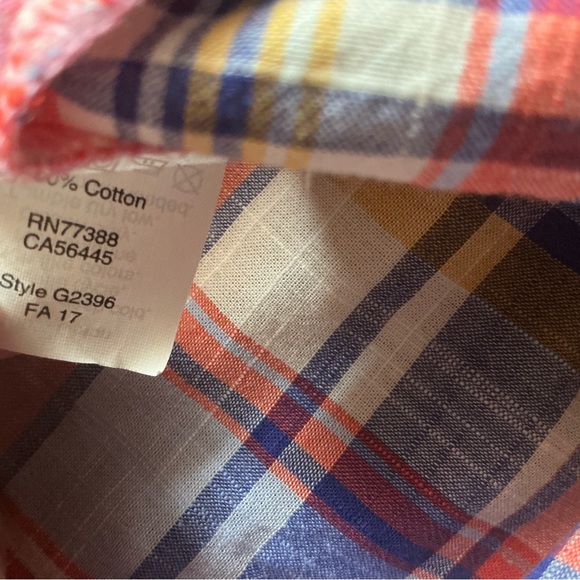 % Cotton
RN77388
CA56445
Style G2396
FA 17